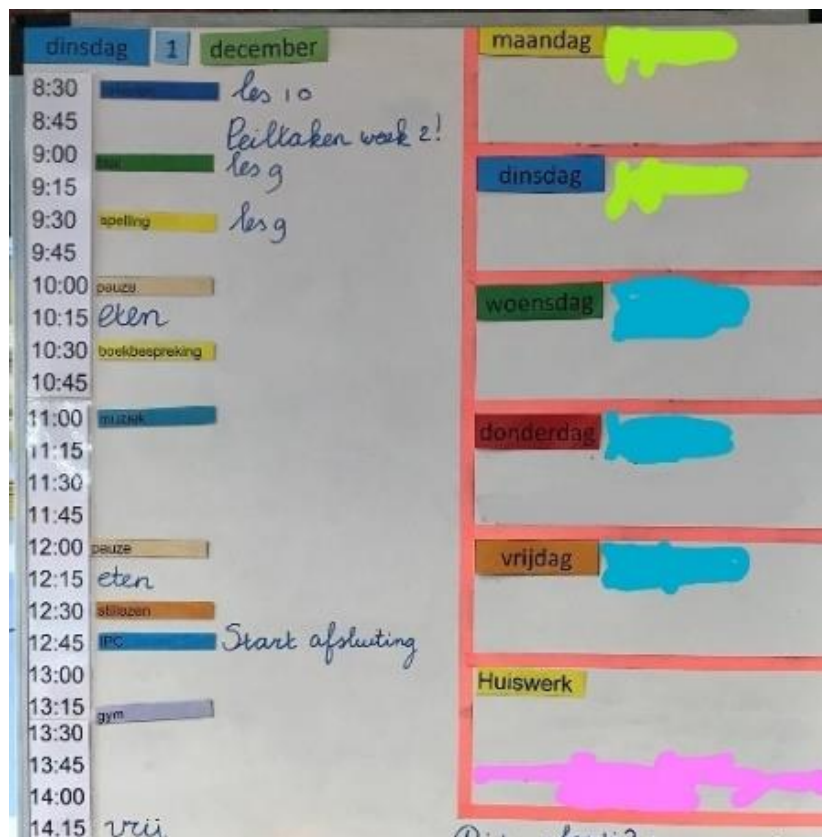 dinsdag 1 december
8:30 les 10
8:45
Peiltaken week 2!
9:00 les 9
9:15
9:30 spelling les 9
9:45
10:00 pauze
10:15 eten
10:30 boekbespreking
10:45
11:00 muziek
11:15
11:30
11:45
12:00 pauze
12:15 eten
12:30 stillezen
12:45 IPC Start afsluiting
13:00
13:15 gym
13:30
13:45
14:00
14.15 vrij
maandag
dinsdag
woensdag
donderdag
vrijdag
Huiswerk